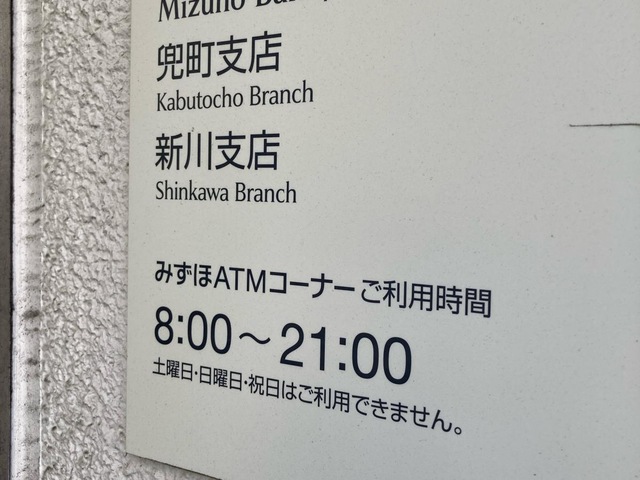 Mizuho
兜町支店
Kabutocho Branch
新川支店
Shinkawa Branch
みずほATMコーナーご利用時間
8:00～21:00
土曜日・日曜日・祝日はご利用できません。